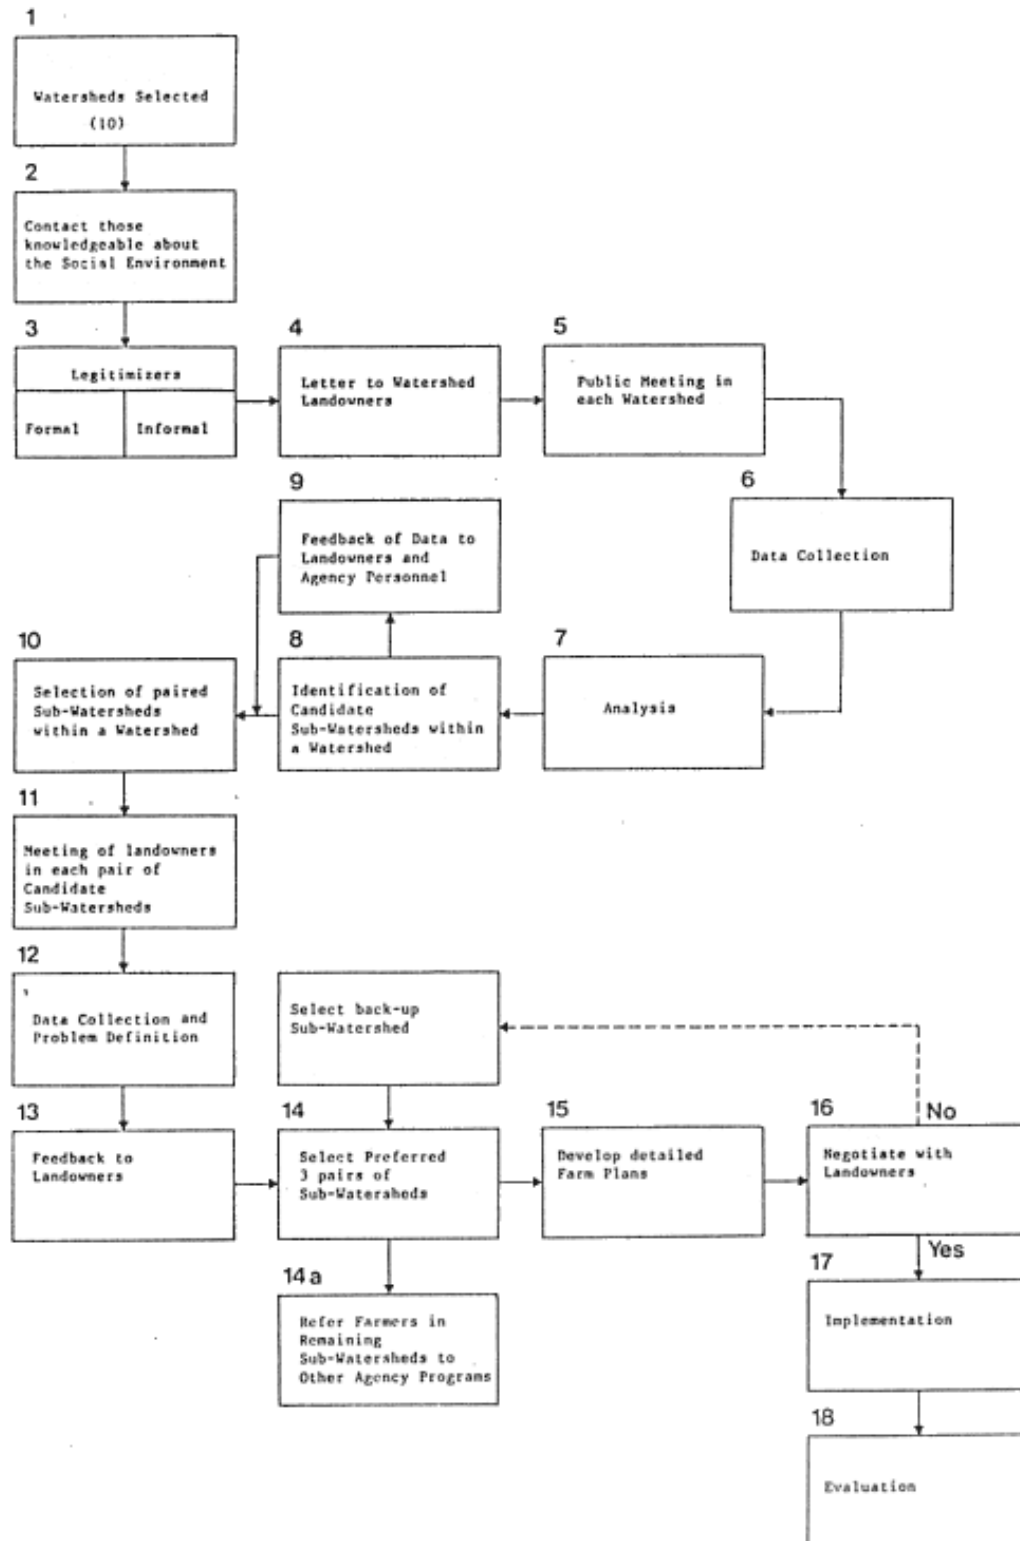 1
Watersheds Selected
(10)
2
Contact those
knowledgeable about
the Social Environment
3
Legitimizers
Formal
Informal
4
Letter to Watershed
Landowners
5
Public Meeting in
each Watershed
6
Data Collection
7
Analysis
8
Identification of
Candidate
Sub-Watersheds within
a Watershed
9
Feedback of Data to
Landowners and
Agency Personnel
10
Selection of paired
Sub-Watersheds
within a Watershed
11
Meeting of landowners
in each pair of
Candidate
Sub-Watersheds
12
Data Collection and
Problem Definition
13
Feedback to
Landowners
Select back-up
Sub-Watershed
14
Select Preferred
3 pairs of
Sub-Watersheds
14a
Refer Farmers in
Remaining
Sub-Watersheds to
Other Agency Programs
15
Develop detailed
Farm Plans
16
No
Negotiate with
Landowners
Yes
17
Implementation
18
Evaluation